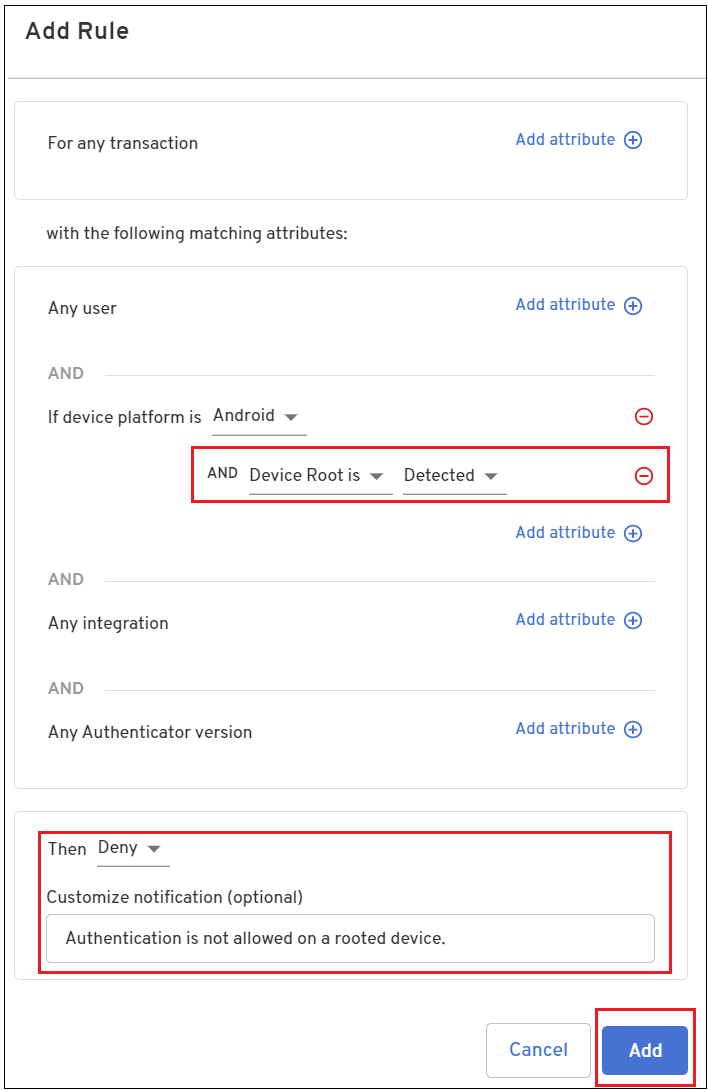 Add Rule
For any transaction Add attribute
with the following matching attributes:
Any user Add attribute
AND
If device platform is Android
AND Device Root is Detected
Add attribute
AND
Any integration Add attribute
AND
Any Authenticator version Add attribute
Then Deny
Customize notification (optional)
Authentication is not allowed on a rooted device.
Cancel Add